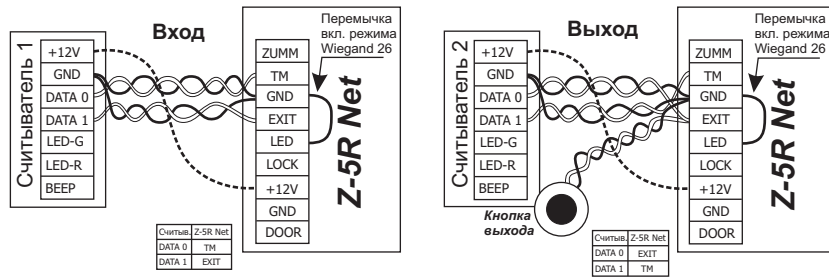 Вход
Считыватель 1
+12V
GND
DATA 0
DATA 1
LED-G
LED-R
BEEP
ZUMM
TM
GND
EXIT
LED
LOCK
+12V
GND
DOOR
Перемычка
вкл. режима
Wiegand 26
Z-5R Net
Считыв. Z-5R Net
DATA 0 TM
DATA 1 EXIT
Выход
Считыватель 2
+12V
GND
DATA 0
DATA 1
LED-G
LED-R
BEEP
ZUMM
TM
GND
EXIT
LED
LOCK
+12V
GND
DOOR
Перемычка
вкл. режима
Wiegand 26
Z-5R Net
Кнопка
выхода
Считыв. Z-5R Net
DATA 0 EXIT
DATA 1 TM